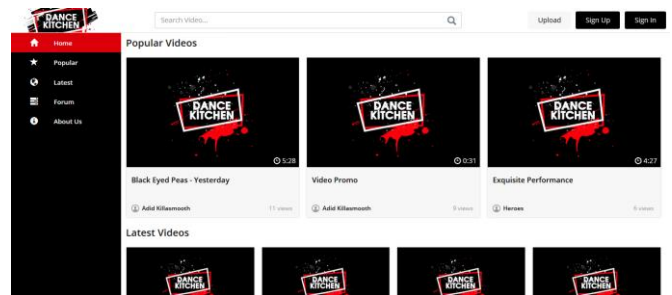 DANCE
KITCHEN
Search Video...
Upload
Sign Up
Sign In
Home
Popular
Latest
Forum
About Us
Popular Videos
DANCE
KITCHEN
5:28
DANCE
KITCHEN
0:31
DANCE
KITCHEN
4:27
Black Eyed Peas - Yesterday
Video Promo
Exquisite Performance
Adid Killasmooth
11 views
Adid Killasmooth
9 views
Heroes
Latest Videos
DANCE
KITCHEN
DANCE
KITCHEN
DANCE
KITCHEN
DANCE
KITCHEN